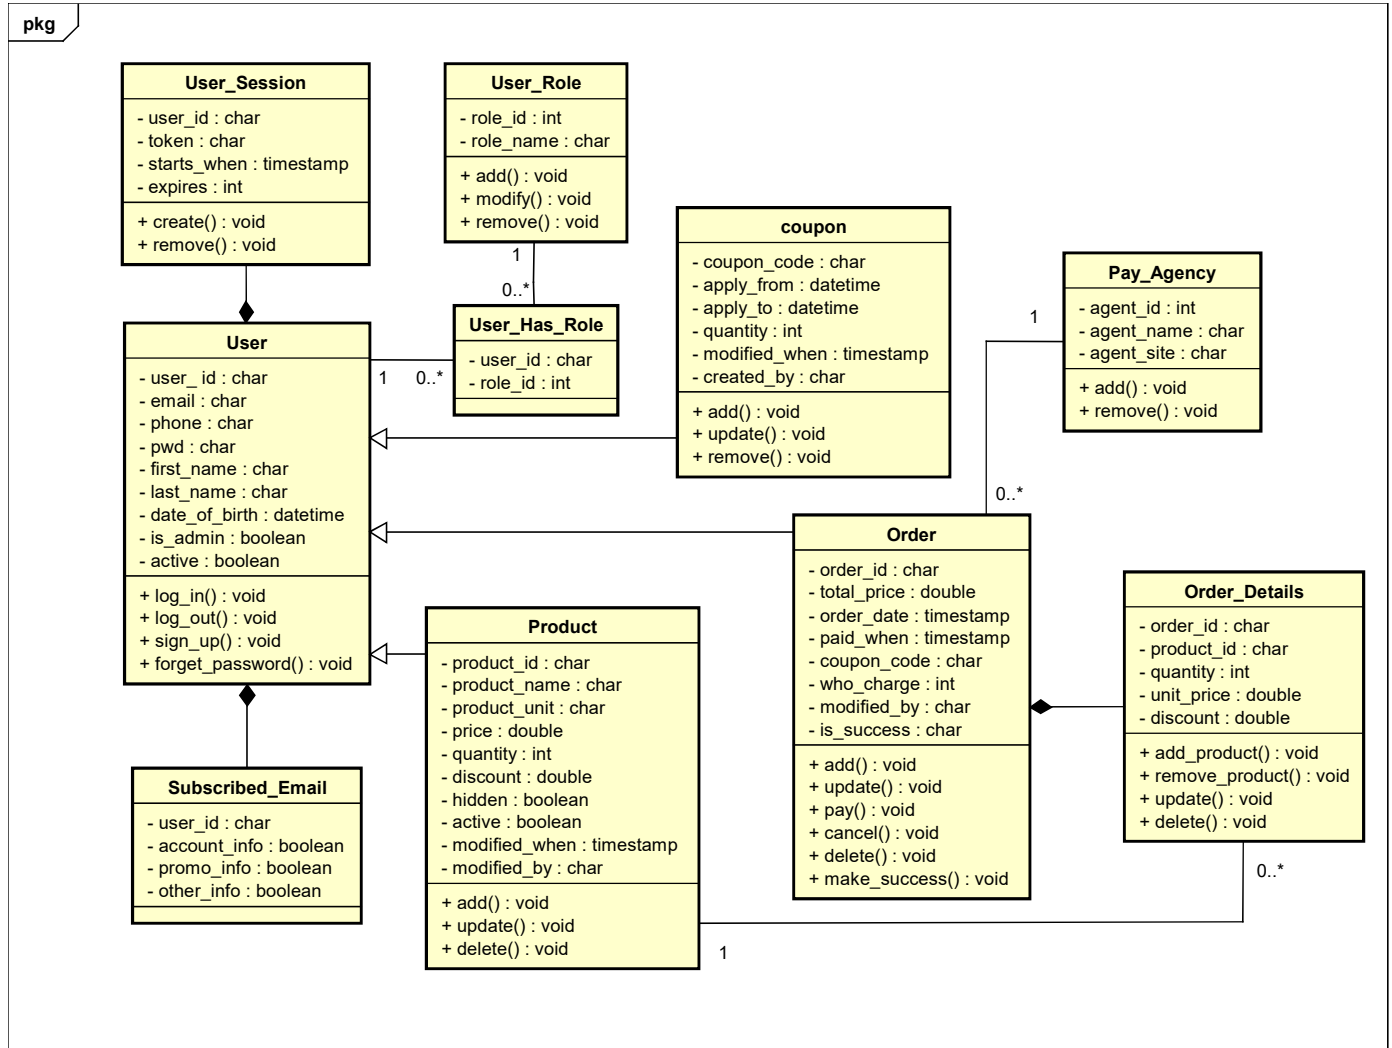 pkg
User_Session
- user_id : char
- token : char
- starts_when : timestamp
- expires : int
+ create() : void
+ remove() : void
User_Role
- role_id : int
- role_name : char
+ add() : void
+ modify() : void
+ remove() : void
1
0..*
User_Has_Role
- user_id : char
- role_id : int
1
0..*
coupon
- coupon_code : char
- apply_from : datetime
- apply_to : datetime
- quantity : int
- modified_when : timestamp
- created_by : char
+ add() : void
+ update() : void
+ remove() : void
Pay_Agency
- agent_id : int
- agent_name : char
- agent_site : char
+ add() : void
+ remove() : void
1
0..*
User
- user_id : char
- email : char
- phone : char
- pwd : char
- first_name : char
- last_name : char
- date_of_birth : datetime
- is_admin : boolean
- active : boolean
+ log_in() : void
+ log_out() : void
+ sign_up() : void
+ forget_password() : void
Order
- order_id : char
- total_price : double
- order_date : timestamp
- paid_when : timestamp
- coupon_code : char
- who_charge : int
- modified_by : char
- is_success : char
+ add() : void
+ update() : void
+ pay() : void
+ cancel() : void
+ delete() : void
+ make_success() : void
Order_Details
- order_id : char
- product_id : char
- quantity : int
- unit_price : double
- discount : double
+ add_product() : void
+ remove_product() : void
+ update() : void
+ delete() : void
0..*
Product
- product_id : char
- product_name : char
- product_unit : char
- price : double
- quantity : int
- discount : double
- hidden : boolean
- active : boolean
- modified_when : timestamp
- modified_by : char
+ add() : void
+ update() : void
+ delete() : void
1
Subscribed_Email
- user_id : char
- account_info : boolean
- promo_info : boolean
- other_info : boolean